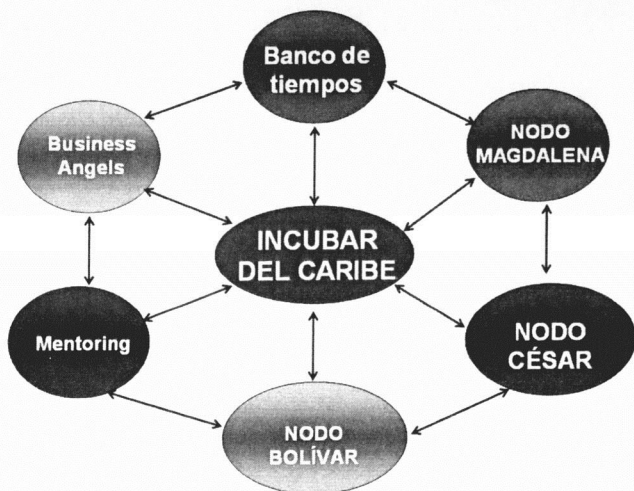 Banco de
tiempos
Business
Angels
NODO
MAGDALENA
INCUBAR
DEL CARIBE
Mentoring
NODO
CÉSAR
NODO
BOLÍVAR